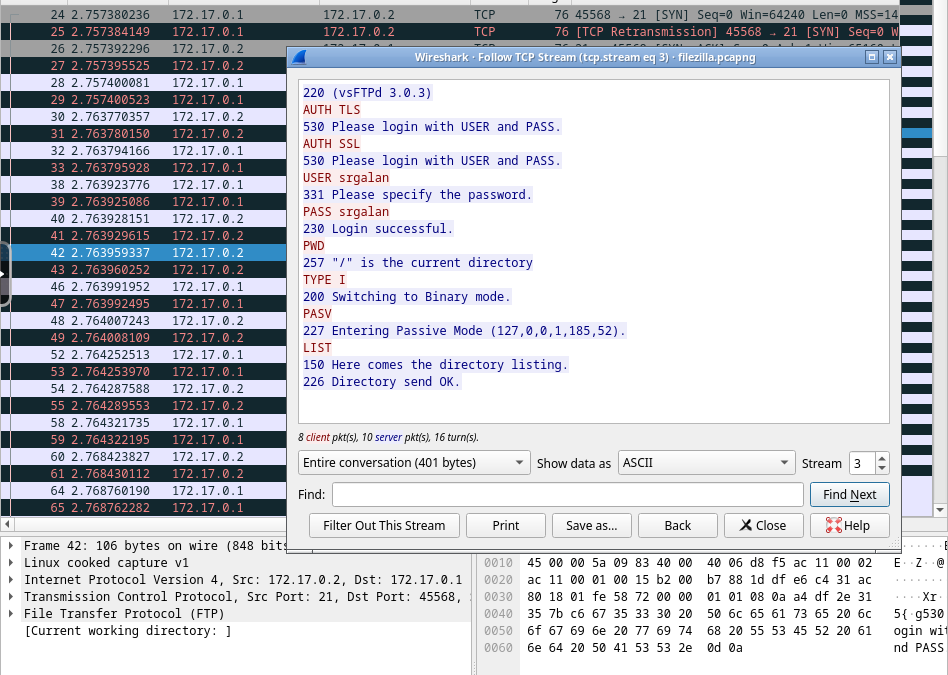 24 2.757380236 172.17.0.1 172.17.0.2 TCP 76 45568 → 21 [SYN] Seq=0 Win=64240 Len=0 MSS=14
25 2.757384149 172.17.0.1 172.17.0.2 TCP 76 [TCP Retransmission] 45568 → 21 [SYN] Seq=0 W
26 2.757392296 172.17.0.2
Wireshark · Follow TCP Stream (tcp.stream eq 3) · filezilla.pcapng
27 2.757395525 172.17.0.2
28 2.757400081 172.17.0.1
29 2.757400523 172.17.0.1
30 2.763770357 172.17.0.2
31 2.763780150 172.17.0.2
32 2.763794166 172.17.0.1
33 2.763795928 172.17.0.1
38 2.763923776 172.17.0.1
39 2.763925086 172.17.0.1
40 2.763928151 172.17.0.2
41 2.763929615 172.17.0.2
42 2.763959337 172.17.0.2
43 2.763960252 172.17.0.2
46 2.763991952 172.17.0.1
47 2.763992495 172.17.0.1
48 2.764007243 172.17.0.2
49 2.764008109 172.17.0.2
52 2.764252513 172.17.0.1
53 2.764253970 172.17.0.1
54 2.764287588 172.17.0.2
55 2.764289553 172.17.0.2
58 2.764321735 172.17.0.1
59 2.764322195 172.17.0.1
60 2.768423827 172.17.0.2
61 2.768430112 172.17.0.2
64 2.768760190 172.17.0.1
65 2.768762282 172.17.0.1
220 (vsFTPd 3.0.3)
AUTH TLS
530 Please login with USER and PASS.
AUTH SSL
530 Please login with USER and PASS.
USER srgalan
331 Please specify the password.
PASS srgalan
230 Login successful.
PWD
257 "/" is the current directory
TYPE I
200 Switching to Binary mode.
PASV
227 Entering Passive Mode (127,0,0,1,185,52).
LIST
150 Here comes the directory listing.
226 Directory send OK.
8 client pkt(s), 10 server pkt(s), 16 turn(s).
Entire conversation (401 bytes) Show data as ASCII Stream 3
Find: Find Next
Filter Out This Stream Print Save as... Back Close Help
Frame 42: 106 bytes on wire (848 bits
Linux cooked capture v1
Internet Protocol Version 4, Src: 172.17.0.2, Dst: 172.17.0.1
Transmission Control Protocol, Src Port: 21, Dst Port: 45568,
File Transfer Protocol (FTP)
[Current working directory: ]
0010 45 00 00 5a 09 83 40 00 40 06 d8 f5 ac 11 00 02 E··Z··@·
0020 ac 11 00 01 00 15 b2 00 b7 88 1d df e6 c4 31 ac ········
0030 80 18 01 fe 58 72 00 00 01 01 08 0a a4 df 2e 31 ····Xr··
0040 35 7b c6 67 35 33 30 20 50 6c 65 61 73 65 20 6c 5{·g530
0050 6f 67 69 6e 20 77 69 74 68 20 55 53 45 52 20 61 ogin wit
0060 6e 64 20 50 41 53 53 2e 0d 0a nd PASS